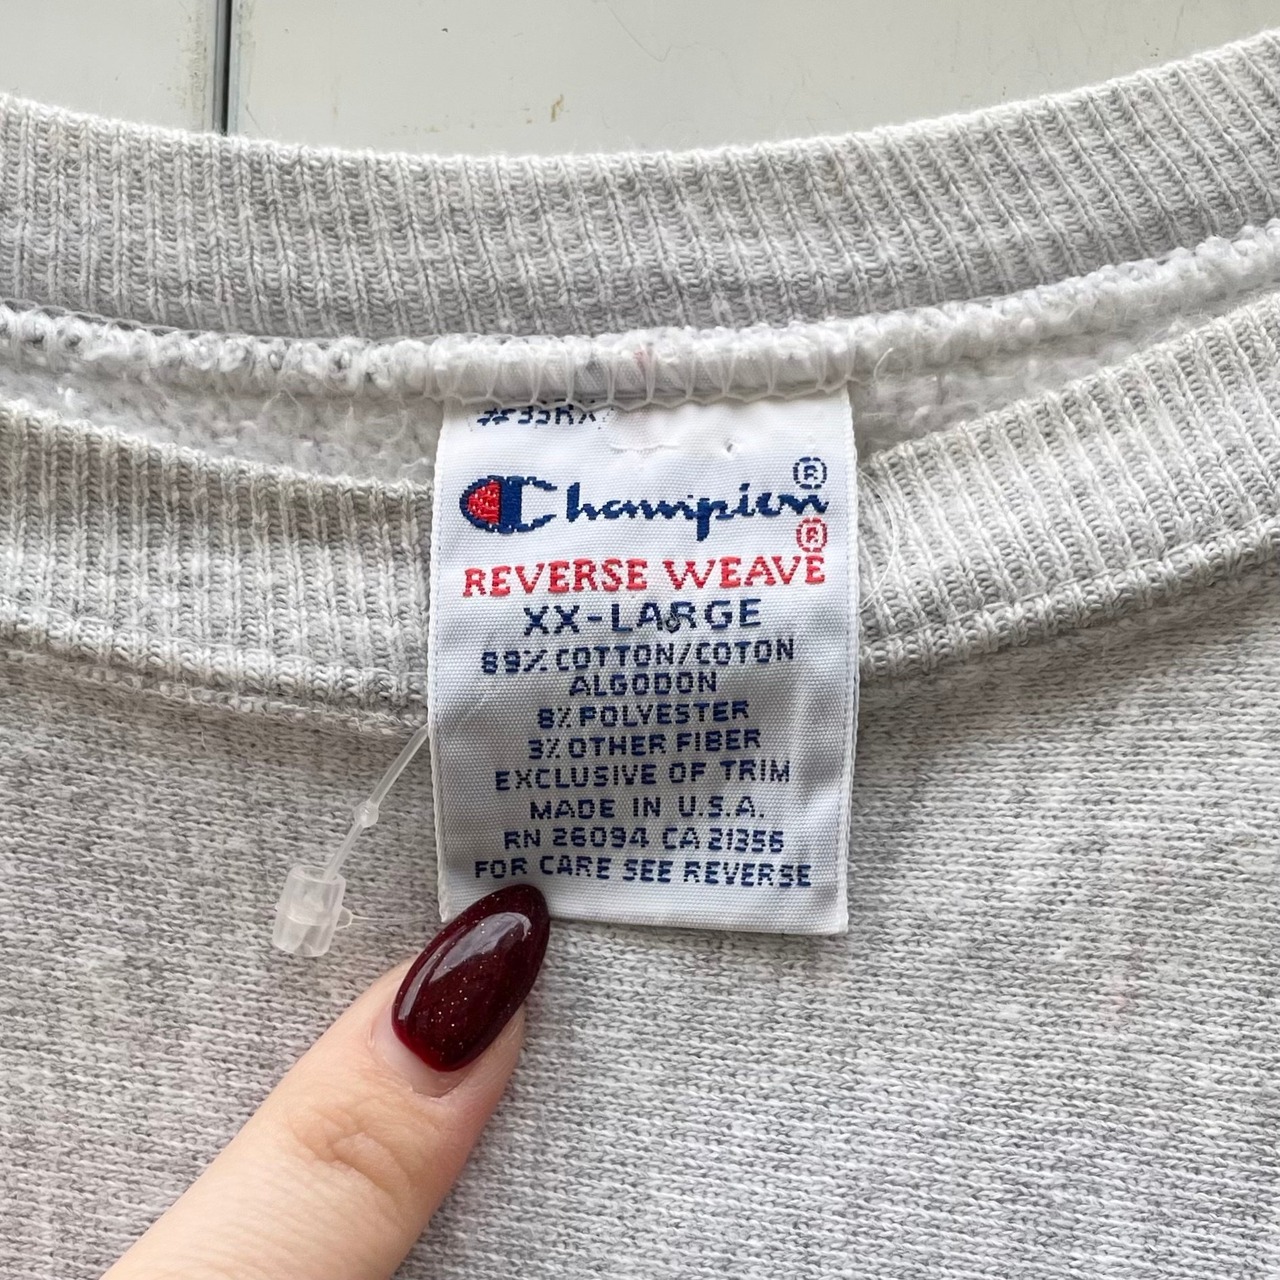 Champion®
REVERSE WEAVE®
XX-LARGE
89% COTTON/COTON
ALGODON
8% POLYESTER
3% OTHER FIBER
EXCLUSIVE OF TRIM
MADE IN U.S.A.
RN 26094 CA 21356
FOR CARE SEE REVERSE